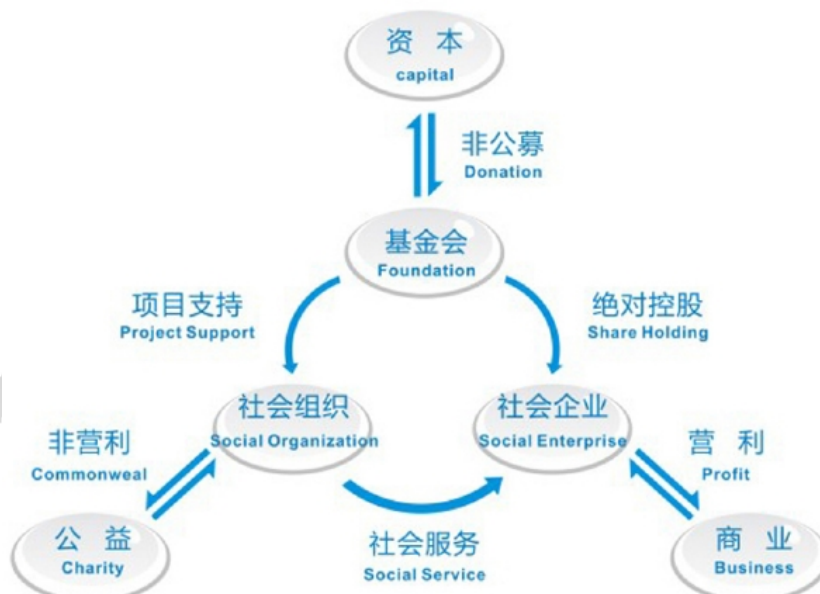 资 本
capital
非公募
Donation
基金会
Foundation
项目支持
Project Support
绝对控股
Share Holding
社会组织
Social Organization
社会企业
Social Enterprise
非营利
Commonweal
营 利
Profit
公 益
Charity
社会服务
Social Service
商 业
Business